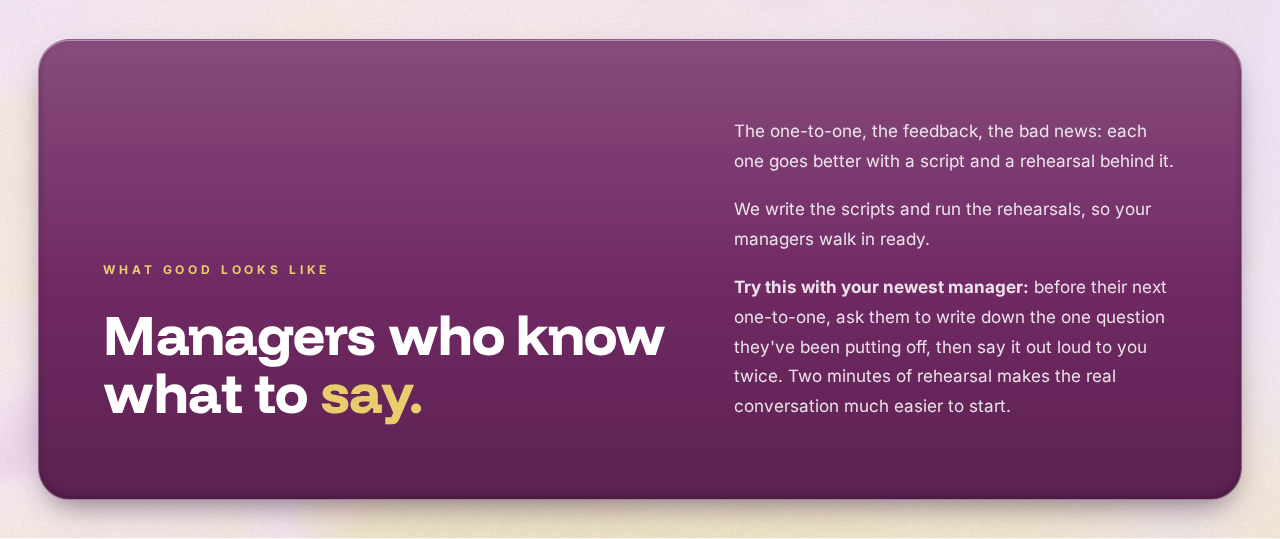 WHAT GOOD LOOKS LIKE
Managers who know
what to say.
The one-to-one, the feedback, the bad news: each
one goes better with a script and a rehearsal behind it.
We write the scripts and run the rehearsals, so your
managers walk in ready.
Try this with your newest manager: before their next
one-to-one, ask them to write down the one question
they've been putting off, then say it out loud to you
twice. Two minutes of rehearsal makes the real
conversation much easier to start.